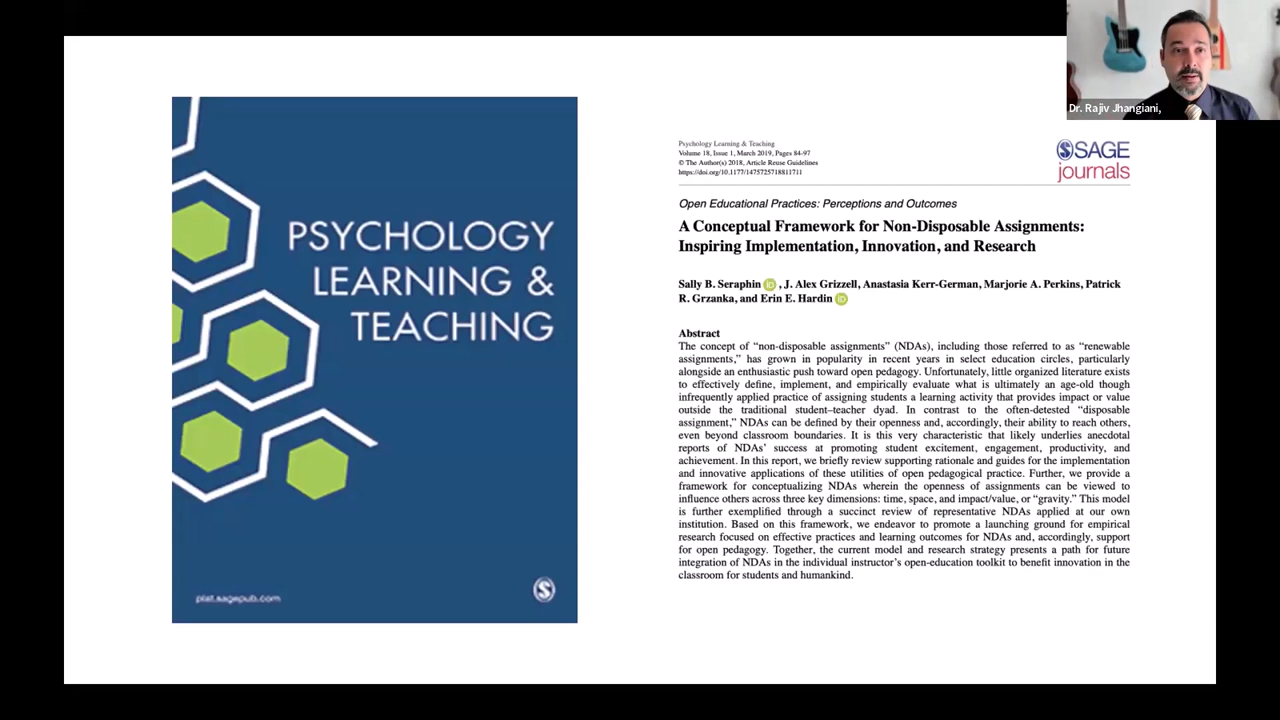 Dr. Rajiv Jhangiani,
PSYCHOLOGY
LEARNING &
TEACHING
plat.sagepub.com
Psychology Learning & Teaching
Volume 18, Issue 1, March 2019, Pages 84-97
© The Author(s) 2018, Article Reuse Guidelines
https://doi.org/10.1177/1475725718811711
SAGE
journals
Open Educational Practices: Perceptions and Outcomes
A Conceptual Framework for Non-Disposable Assignments:
Inspiring Implementation, Innovation, and Research
Sally B. Seraphin iD , J. Alex Grizzell, Anastasia Kerr-German, Marjorie A. Perkins, Patrick
R. Grzanka, and Erin E. Hardin iD
Abstract
The concept of “non-disposable assignments” (NDAs), including those referred to as “renewable
assignments,” has grown in popularity in recent years in select education circles, particularly
alongside an enthusiastic push toward open pedagogy. Unfortunately, little organized literature exists
to effectively define, implement, and empirically evaluate what is ultimately an age-old though
infrequently applied practice of assigning students a learning activity that provides impact or value
outside the traditional student–teacher dyad. In contrast to the often-detested “disposable
assignment,” NDAs can be defined by their openness and, accordingly, their ability to reach others,
even beyond classroom boundaries. It is this very characteristic that likely underlies anecdotal
reports of NDAs’ success at promoting student excitement, engagement, productivity, and
achievement. In this report, we briefly review supporting rationale and guides for the implementation
and innovative applications of these utilities of open pedagogical practice. Further, we provide a
framework for conceptualizing NDAs wherein the openness of assignments can be viewed to
influence others across three key dimensions: time, space, and impact/value, or “gravity.” This model
is further exemplified through a succinct review of representative NDAs applied at our own
institution. Based on this framework, we endeavor to promote a launching ground for empirical
research focused on effective practices and learning outcomes for NDAs and, accordingly, support
for open pedagogy. Together, the current model and research strategy presents a path for future
integration of NDAs in the individual instructor’s open-education toolkit to benefit innovation in the
classroom for students and humankind.